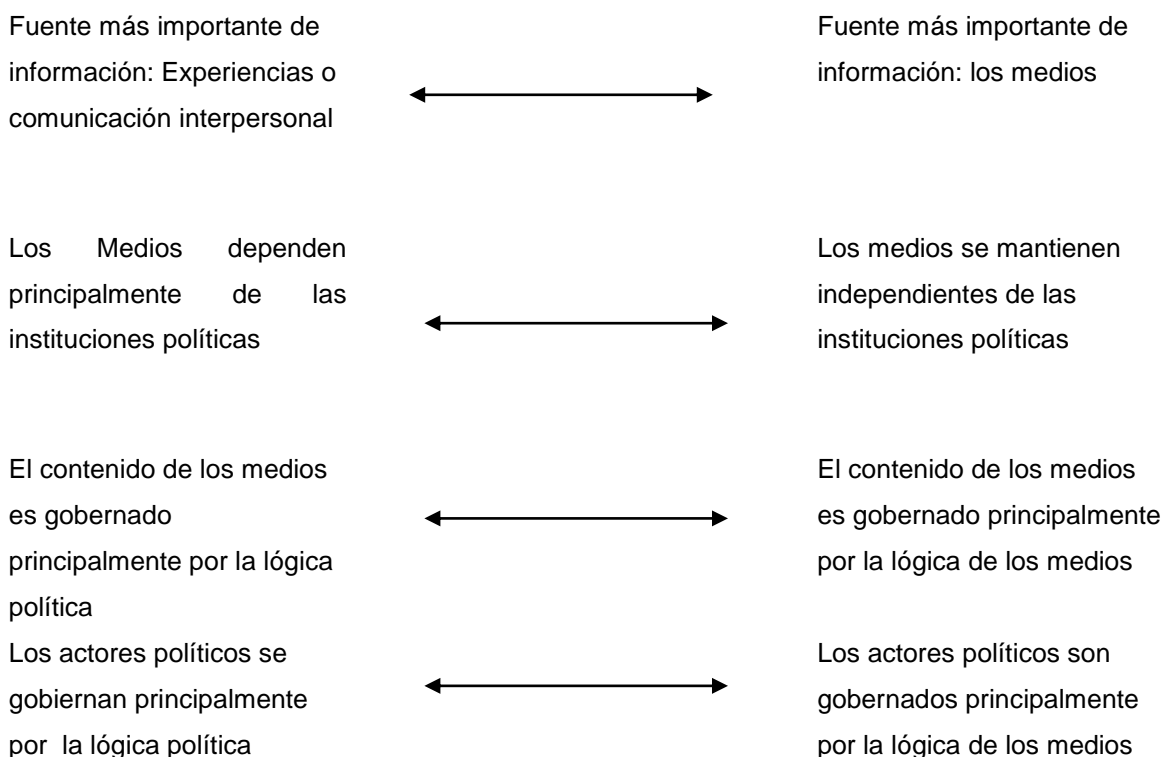 Fuente más importante de
información: Experiencias o
comunicación interpersonal
Fuente más importante de
información: los medios
Los Medios dependen
principalmente de las
instituciones políticas
Los medios se mantienen
independientes de las
instituciones políticas
El contenido de los medios
es gobernado
principalmente por la lógica
política
El contenido de los medios
es gobernado principalmente
por la lógica de los medios
Los actores políticos se
gobiernan principalmente
por la lógica política
Los actores políticos son
gobernados principalmente
por la lógica de los medios